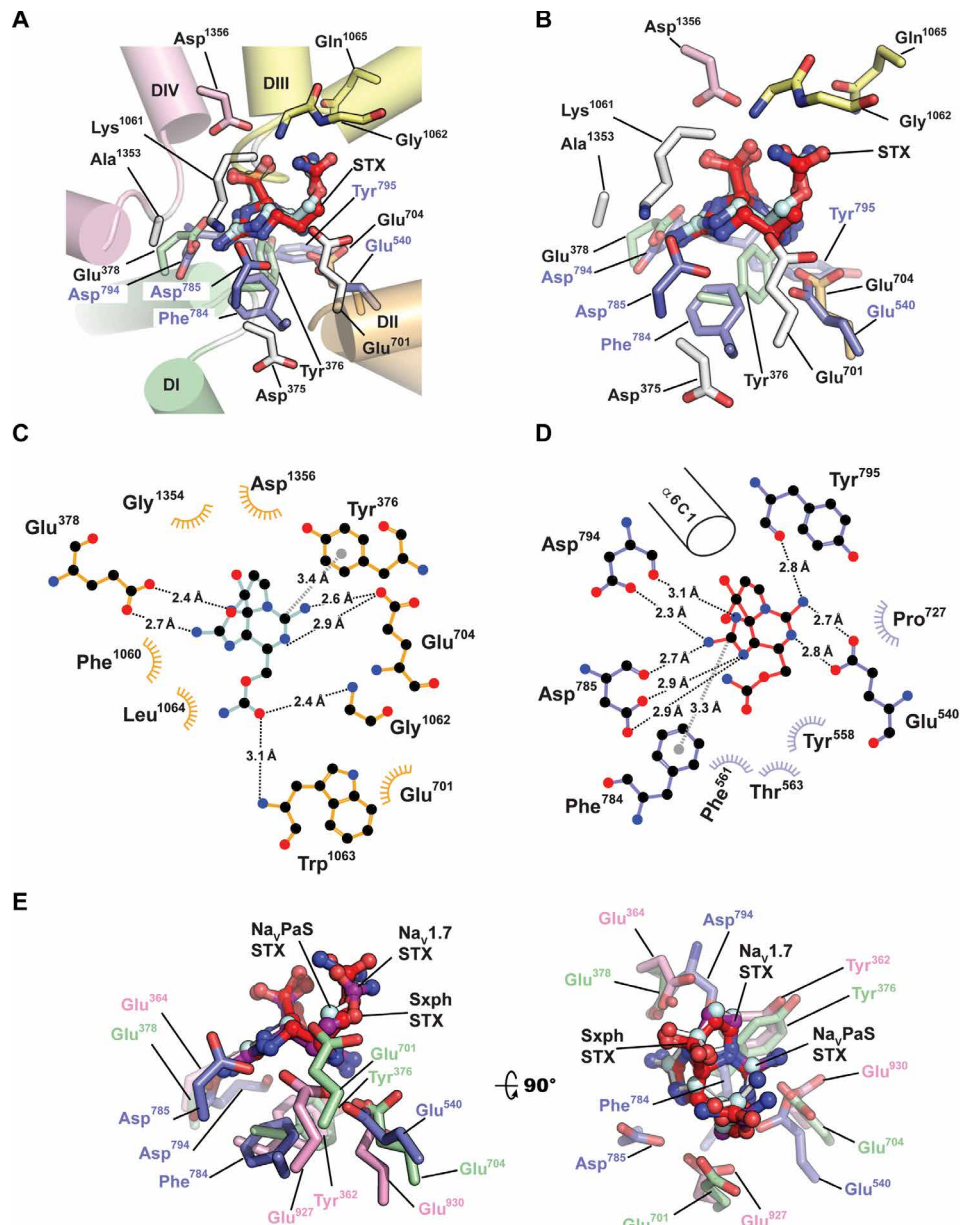 A
Asp1356
Gln1065
DIV
DIII
Lys1061
Gly1062
Ala1353
STX
Tyr795
Glu704
Glu378
Glu540
Asp794
Asp785
Phe784
DII
Glu701
DI
Asp375
Tyr376
B
Asp1356
Gln1065
Lys1061
Gly1062
Ala1353
STX
Tyr795
Glu378
Asp794
Glu704
Asp785
Glu540
Phe784
Tyr376
Glu701
Asp375
C
Asp1356
Gly1354
Tyr376
Glu378
3.4 Å
2.4 Å
2.6 Å
2.7 Å
2.9 Å
Phe1060
Glu704
Leu1064
2.4 Å
Gly1062
3.1 Å
Glu701
Trp1063
D
α6C1
Tyr795
Asp794
2.8 Å
3.1 Å
2.3 Å
2.7 Å
Pro727
2.7 Å
2.8 Å
Asp785
2.9 Å
2.9 Å
3.3 Å
Glu540
Tyr558
Phe784
Phe561
Thr563
E
NaVPaS
STX
NaV1.7
STX
Glu364
Sxph
STX
Glu378
Glu701
Tyr376
Asp785
Glu540
Asp794
Phe784
Glu704
Tyr362
Glu927
Glu930
90°
Glu364
Asp794
NaV1.7
STX
Tyr362
Glu378
Tyr376
Sxph
STX
NaVPaS
STX
Glu930
Phe784
Glu704
Asp785
Glu540
Glu701
Glu927